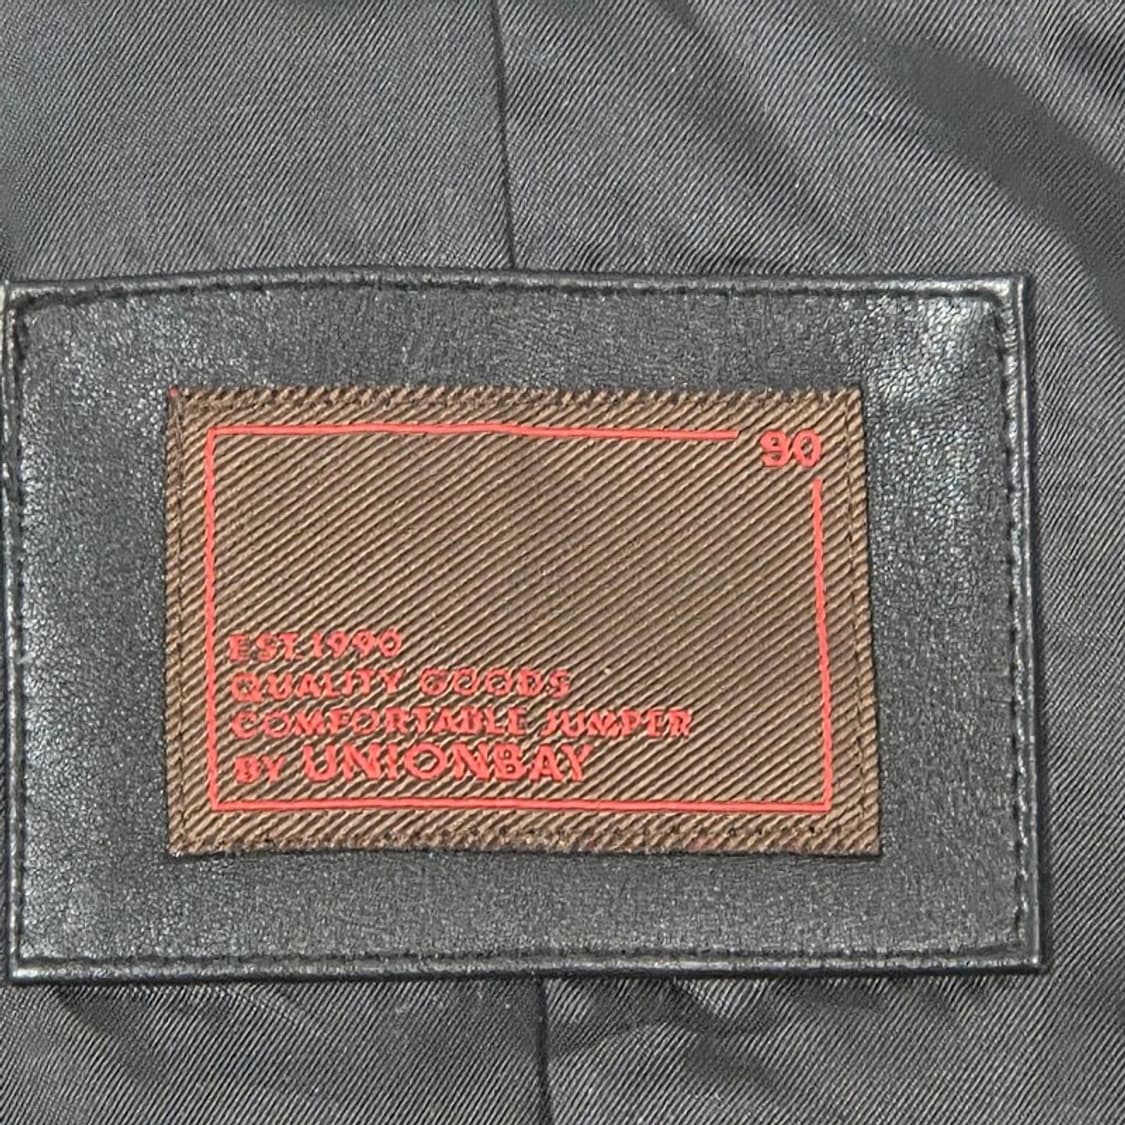 90
EST.1990
QUALITY GOODS
COMFORTABLE JUMPER
BY UNIONBAY